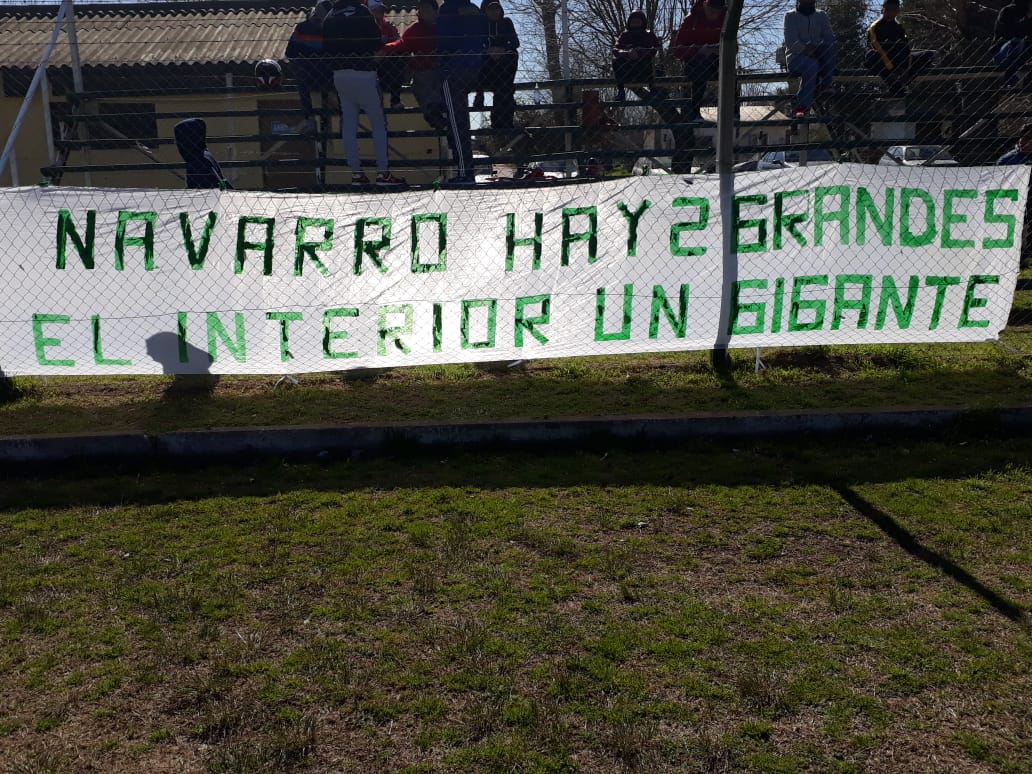 NAVARRO HAY 2 GRANDES
EL INTERIOR UN GIGANTE